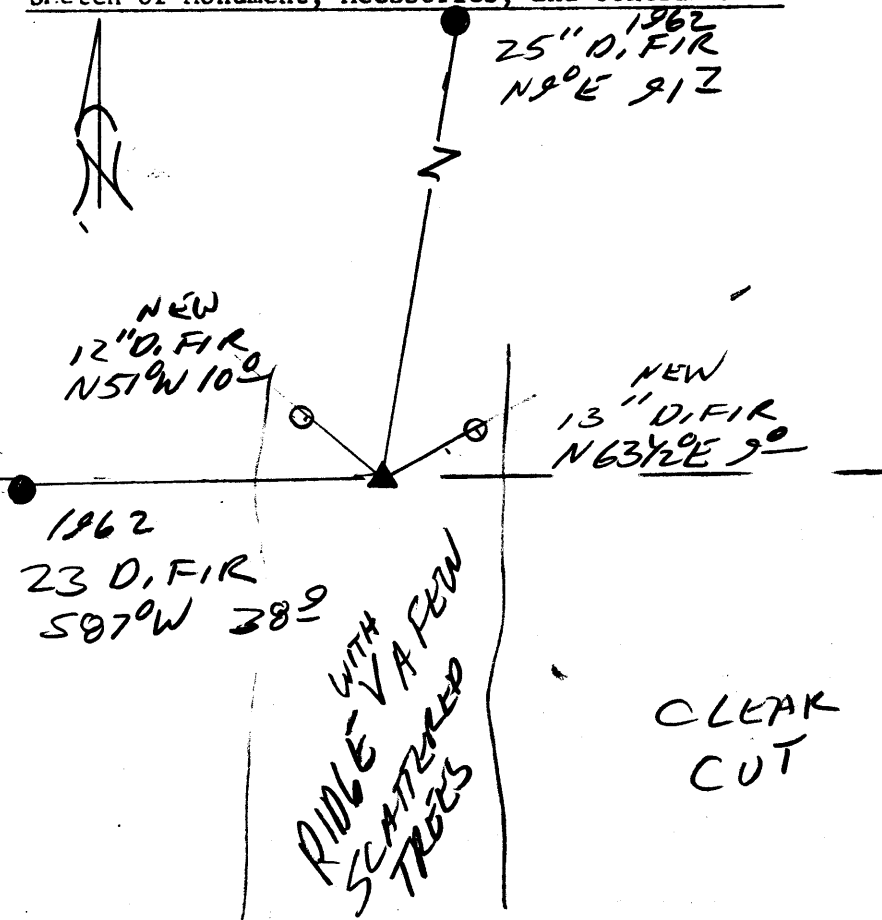 Sketch of Monument, Accessories, and
1962
25" D. FIR
N9°E 91 7
N
N
NEW
12" D. FIR
N51°W 10 0
NEW
13" D. FIR
N63½°E 9 0
1962
23 D. FIR
S87°W 38 9
RIDGE WITH A FEW
SCATTERED
TREES
CLEAR
CUT